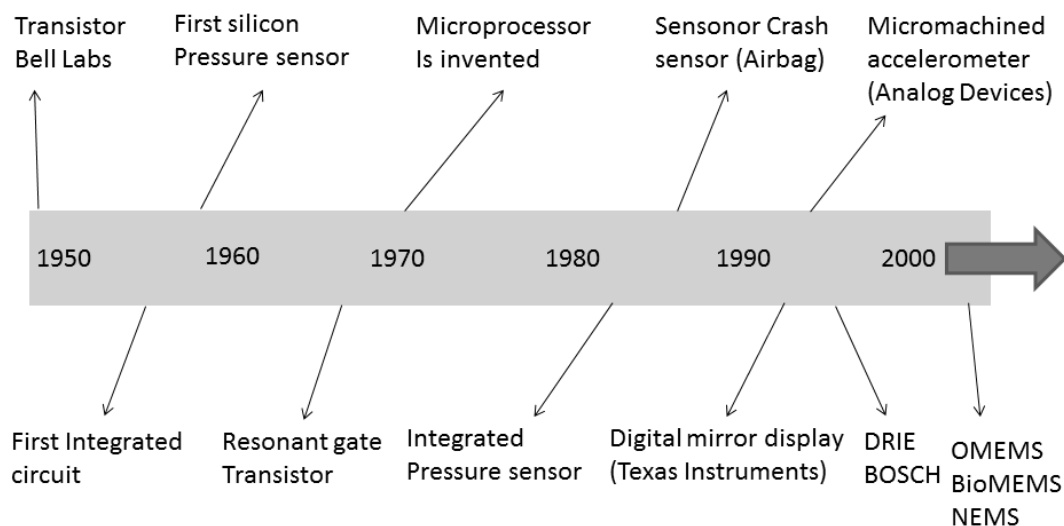 Transistor
Bell Labs
First silicon
Pressure sensor
Microprocessor
Is invented
Sensonor Crash
sensor (Airbag)
Micromachined
accelerometer
(Analog Devices)
1950
1960
1970
1980
1990
2000
First Integrated
circuit
Resonant gate
Transistor
Integrated
Pressure sensor
Digital mirror display
(Texas Instruments)
DRIE
BOSCH
OMEMS
BioMEMS
NEMS